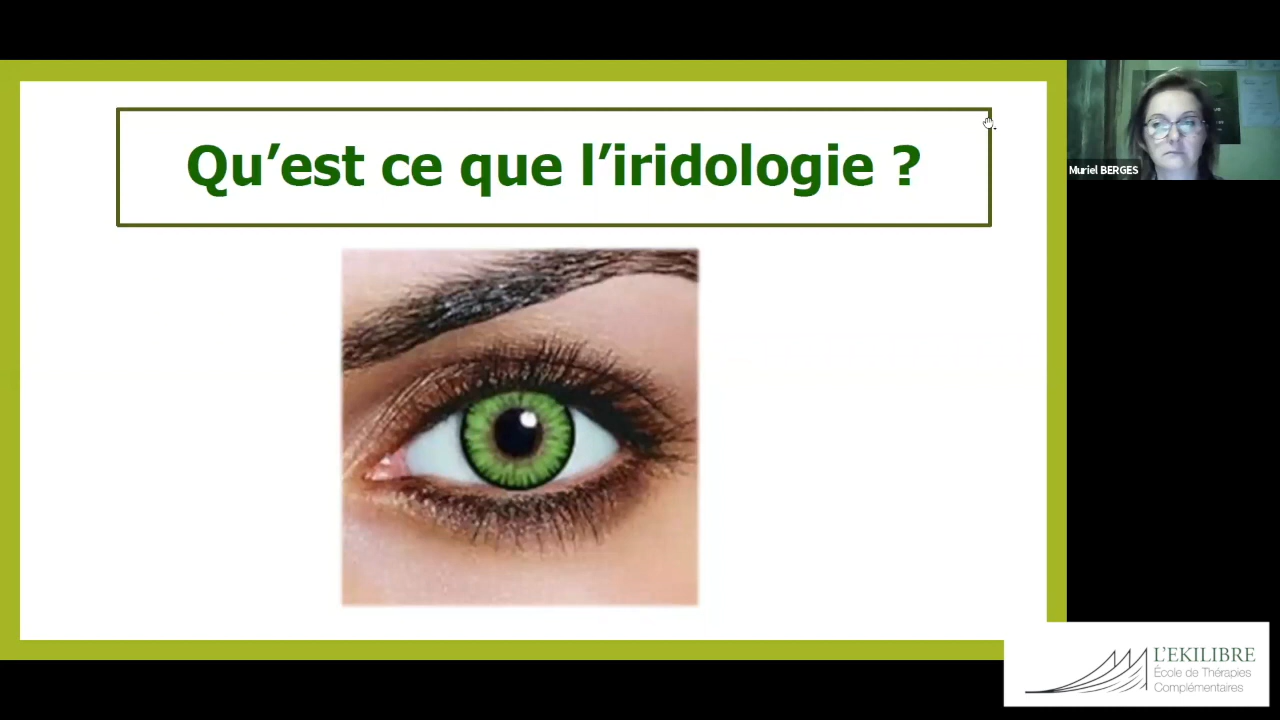 Qu’est ce que l’iridologie ?
Muriel BERGES
L'EKILIBRE
École de Thérapies
Complémentaires